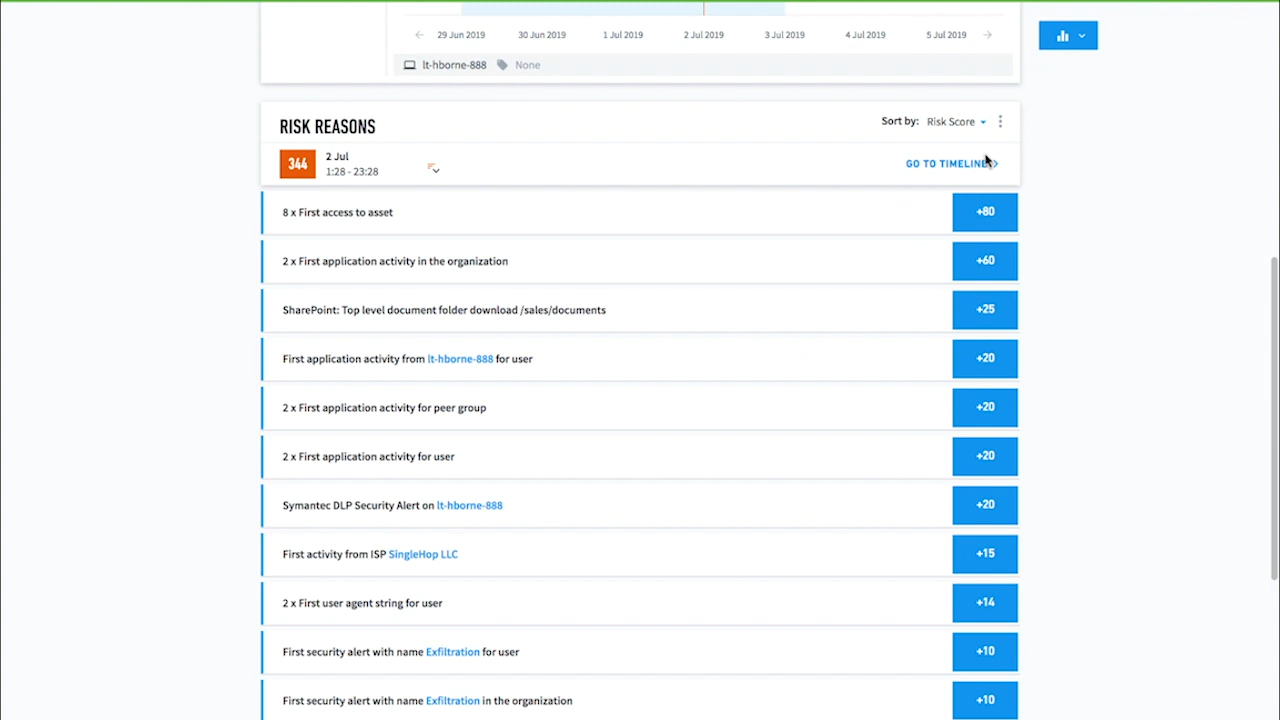 29 Jun 2019 30 Jun 2019 1 Jul 2019 2 Jul 2019 3 Jul 2019 4 Jul 2019 5 Jul 2019
lt-hborne-888 None
RISK REASONS
Sort by: Risk Score
344
2 Jul
1:28 - 23:28
GO TO TIMELINE
8 x First access to asset +80
2 x First application activity in the organization +60
SharePoint: Top level document folder download /sales/documents +25
First application activity from lt-hborne-888 for user +20
2 x First application activity for peer group +20
2 x First application activity for user +20
Symantec DLP Security Alert on lt-hborne-888 +20
First activity from ISP SingleHop LLC +15
2 x First user agent string for user +14
First security alert with name Exfiltration for user +10
First security alert with name Exfiltration in the organization +10